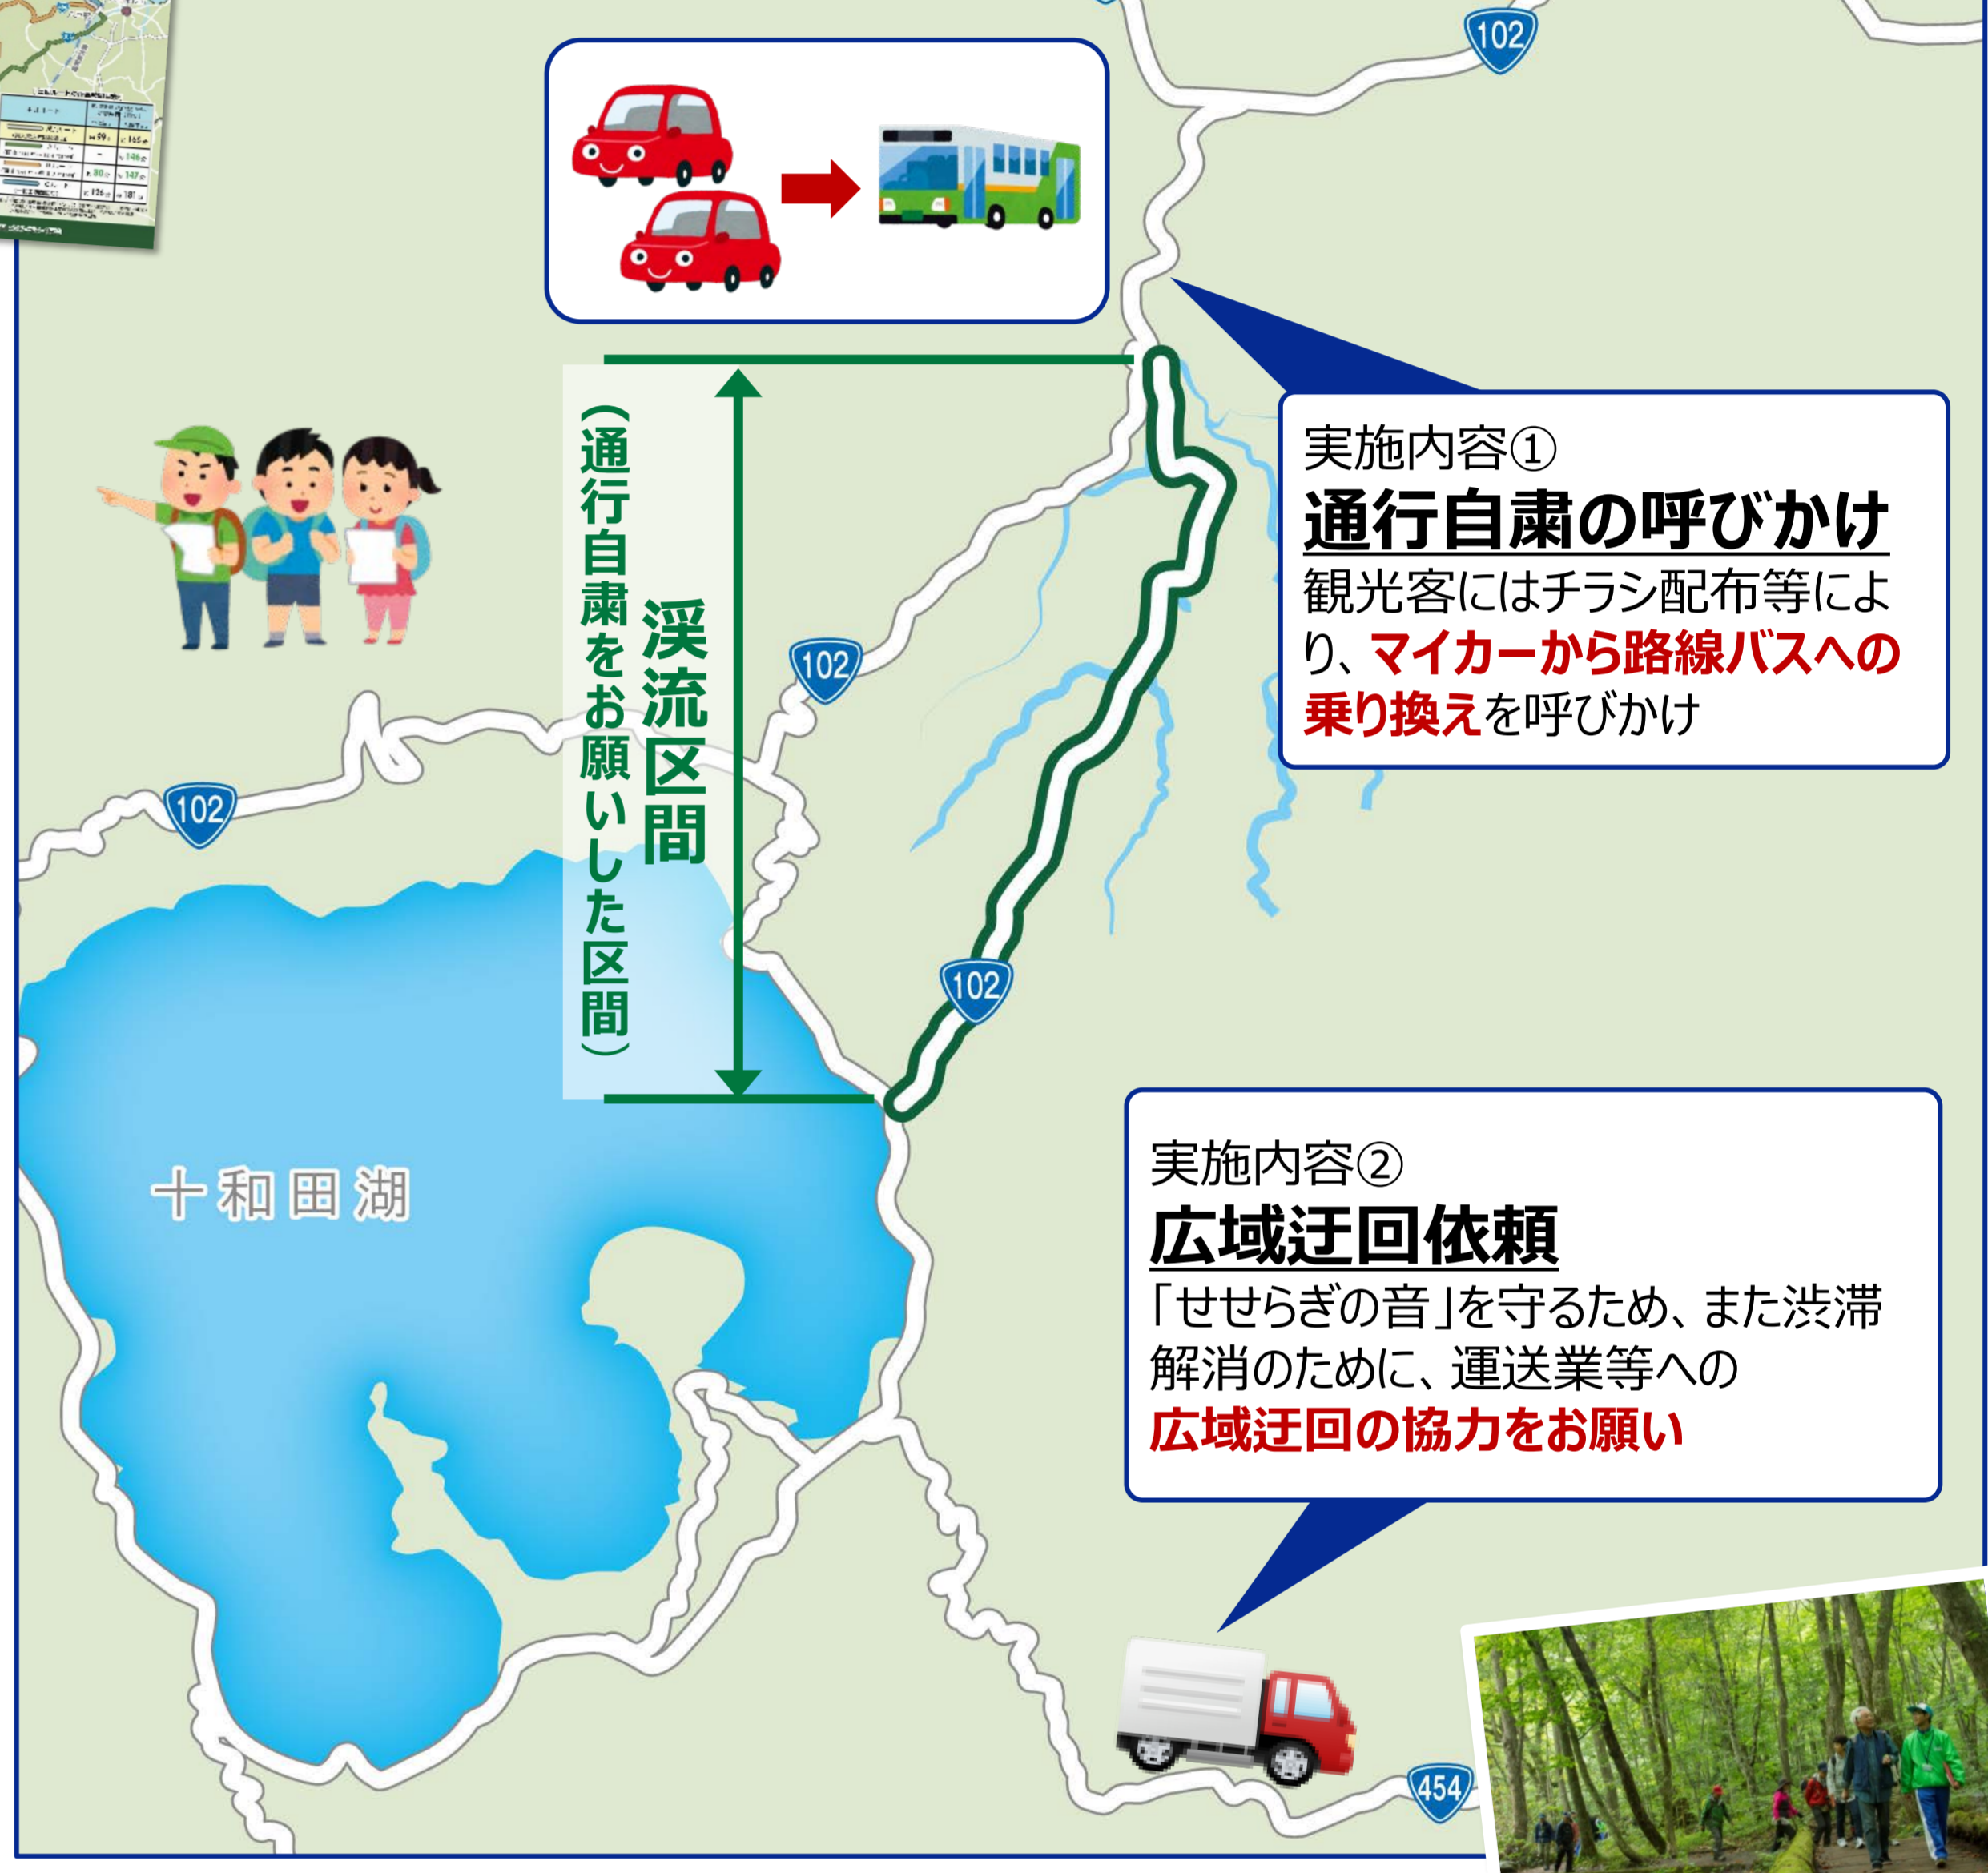 102
実施内容①
通行自粛の呼びかけ
観光客にはチラシ配布等によ
り、マイカーから路線バスへの
乗り換えを呼びかけ
渓流区間
(通行自粛をお願いした区間)
102
102
102
十和田湖
実施内容②
広域迂回依頼
「せせらぎの音」を守るため、また渋滞
解消のために、運送業等への
広域迂回の協力をお願い
454